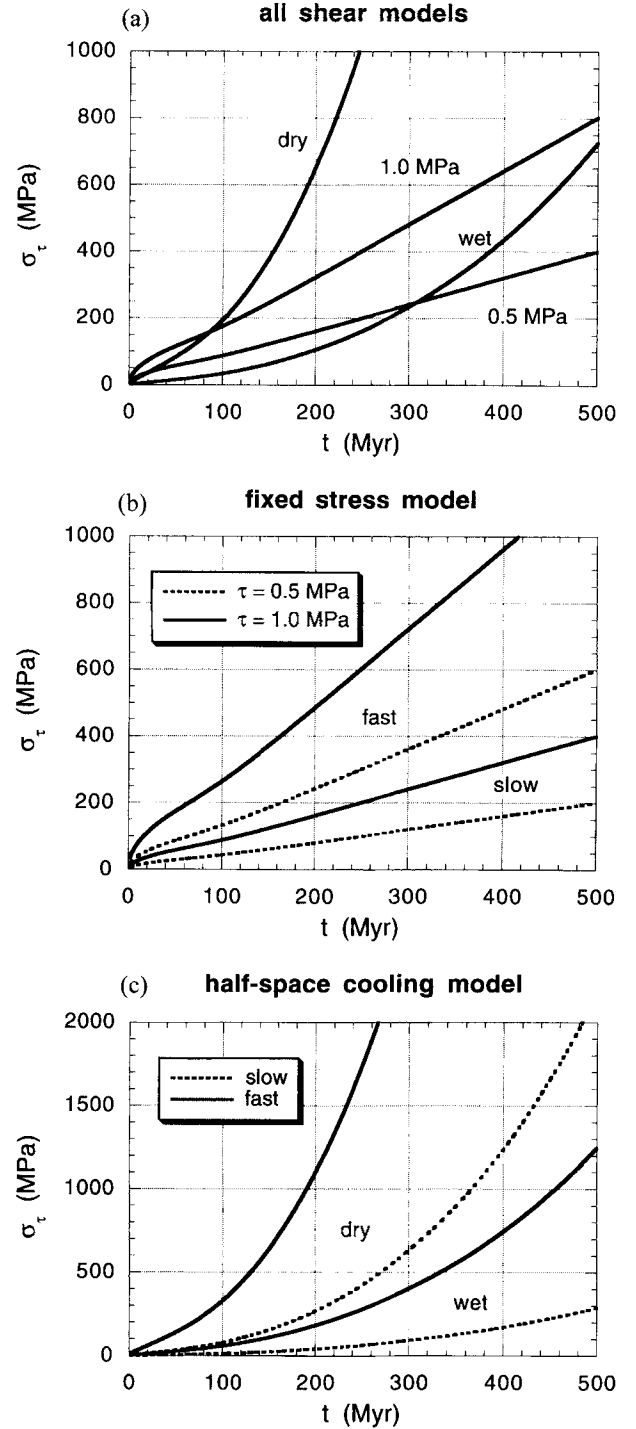 (a) all shear models
1000
800
600
400
200
0
στ (MPa)
dry
1.0 MPa
wet
0.5 MPa
0 100 200 300 400 500
t (Myr)
(b) fixed stress model
1000
800
600
400
200
0
στ (MPa)
τ = 0.5 MPa
τ = 1.0 MPa
fast
slow
0 100 200 300 400 500
t (Myr)
(c) half-space cooling model
2000
1500
1000
500
0
στ (MPa)
slow
fast
dry
wet
0 100 200 300 400 500
t (Myr)